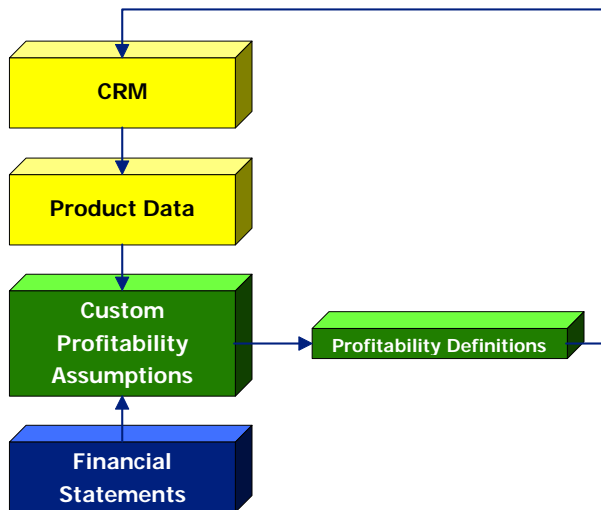 CRM
Product Data
Custom
Profitability
Assumptions
Profitability Definitions
Financial
Statements